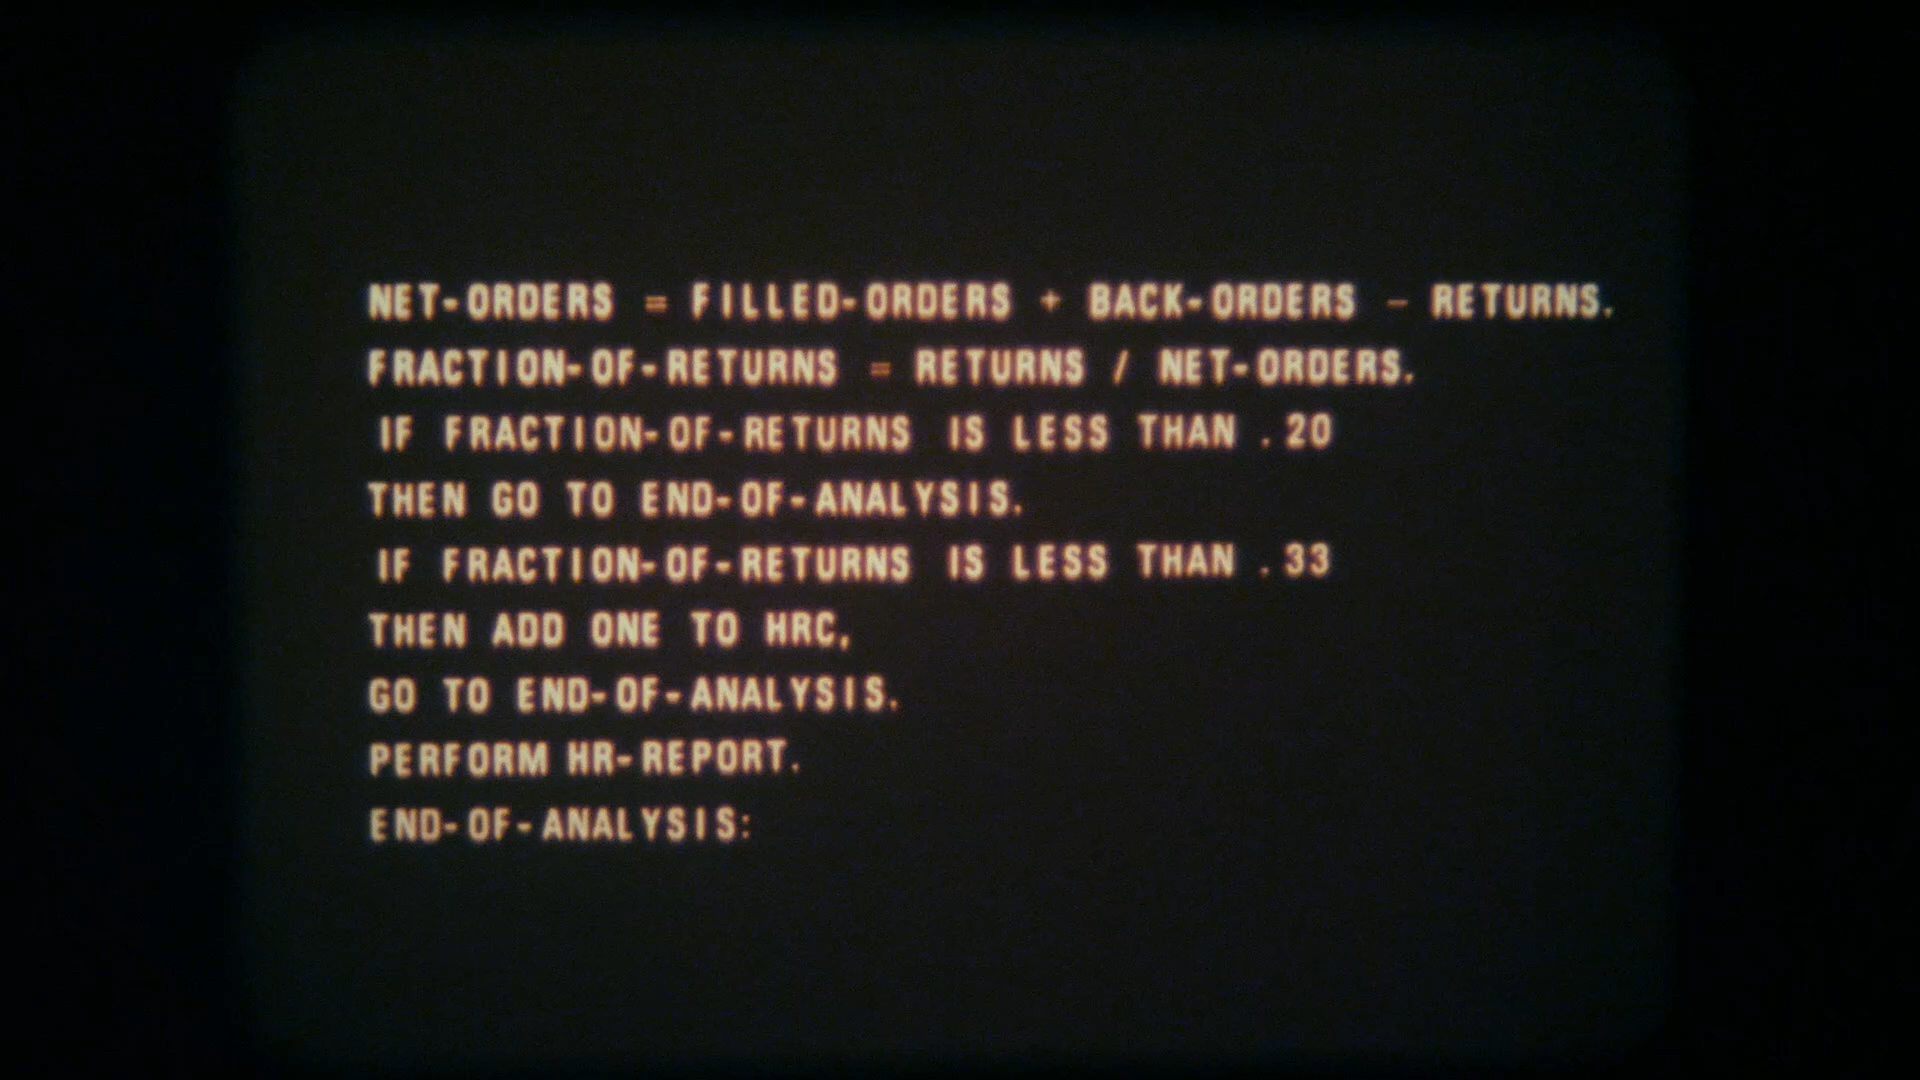 NET-ORDERS = FILLED-ORDERS + BACK-ORDERS - RETURNS.
FRACTION-OF-RETURNS = RETURNS / NET-ORDERS.
IF FRACTION-OF-RETURNS IS LESS THAN .20
THEN GO TO END-OF-ANALYSIS.
IF FRACTION-OF-RETURNS IS LESS THAN .33
THEN ADD ONE TO HRC,
GO TO END-OF-ANALYSIS.
PERFORM HR-REPORT.
END-OF-ANALYSIS: